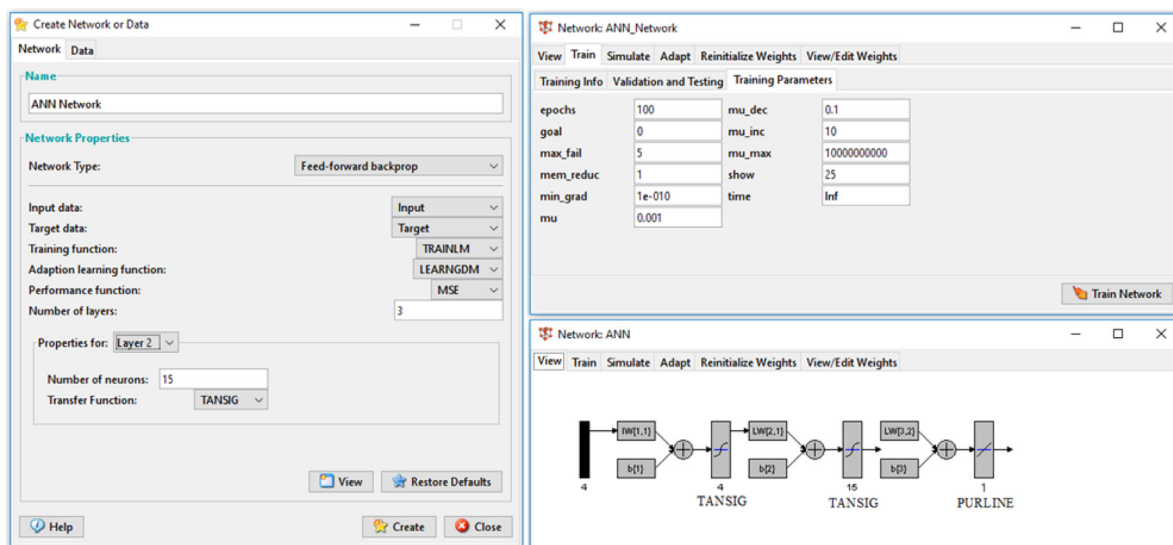 Create Network or Data
Network Data
Name
ANN Network
Network Properties
Network Type: Feed-forward backprop
Input data: Input
Target data: Target
Training function: TRAINLM
Adaption learning function: LEARNGDM
Performance function: MSE
Number of layers: 3
Properties for: Layer 2
Number of neurons: 15
Transfer Function: TANSIG
View Restore Defaults
Help Create Close
Network: ANN_Network
View Train Simulate Adapt Reinitialize Weights View/Edit Weights
Training Info Validation and Testing Training Parameters
epochs 100 mu_dec 0.1
goal 0 mu_inc 10
max_fail 5 mu_max 10000000000
mem_reduc 1 show 25
min_grad 1e-010 time Inf
mu 0.001
Train Network
Network: ANN
View Train Simulate Adapt Reinitialize Weights View/Edit Weights
IW{1,1} LW{2,1} LW{3,2}
b{1} b{2} b{3}
4 4 15 1
TANSIG TANSIG PURLINE